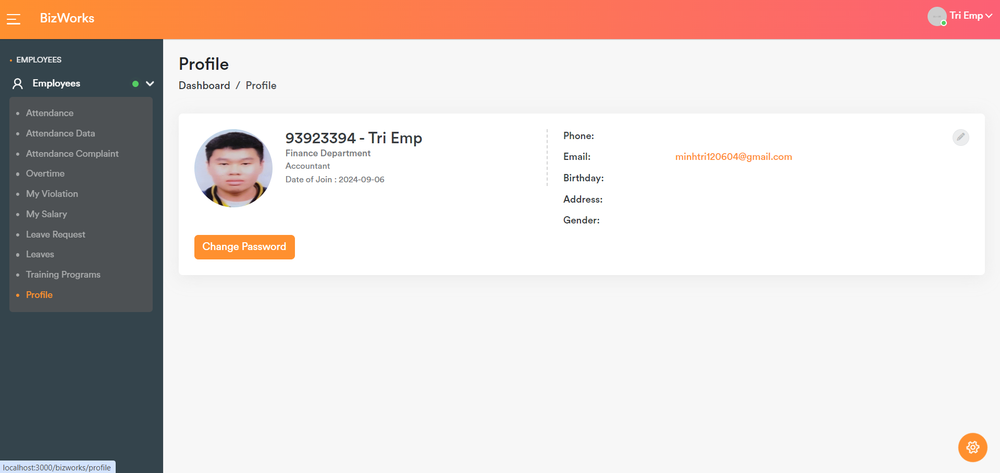 BizWorks
Tri Emp
EMPLOYEES
Employees
Attendance
Attendance Data
Attendance Complaint
Overtime
My Violation
My Salary
Leave Request
Leaves
Training Programs
Profile
Profile
Dashboard / Profile
93923394 - Tri Emp
Finance Department
Accountant
Date of Join : 2024-09-06
Change Password
Phone:
Email: minhtri120604@gmail.com
Birthday:
Address:
Gender:
localhost:3000/bizworks/profile